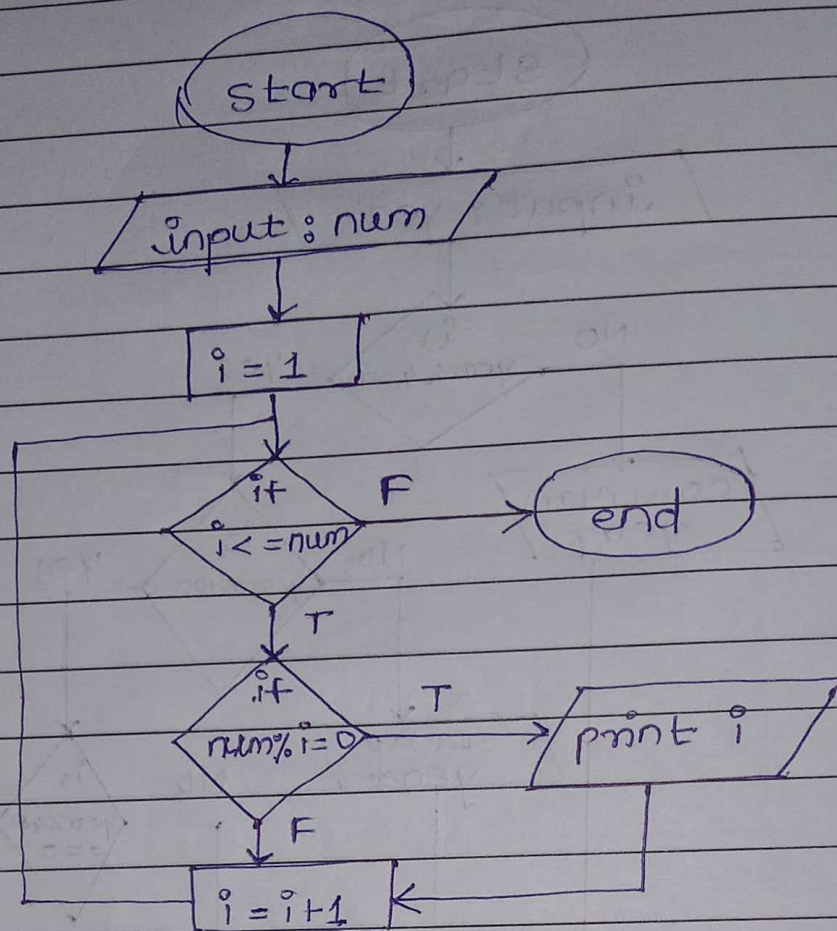 start
input : num
i = 1
if
i <= num
F
end
T
if
num%i=0
T
print i
F
i = i+1